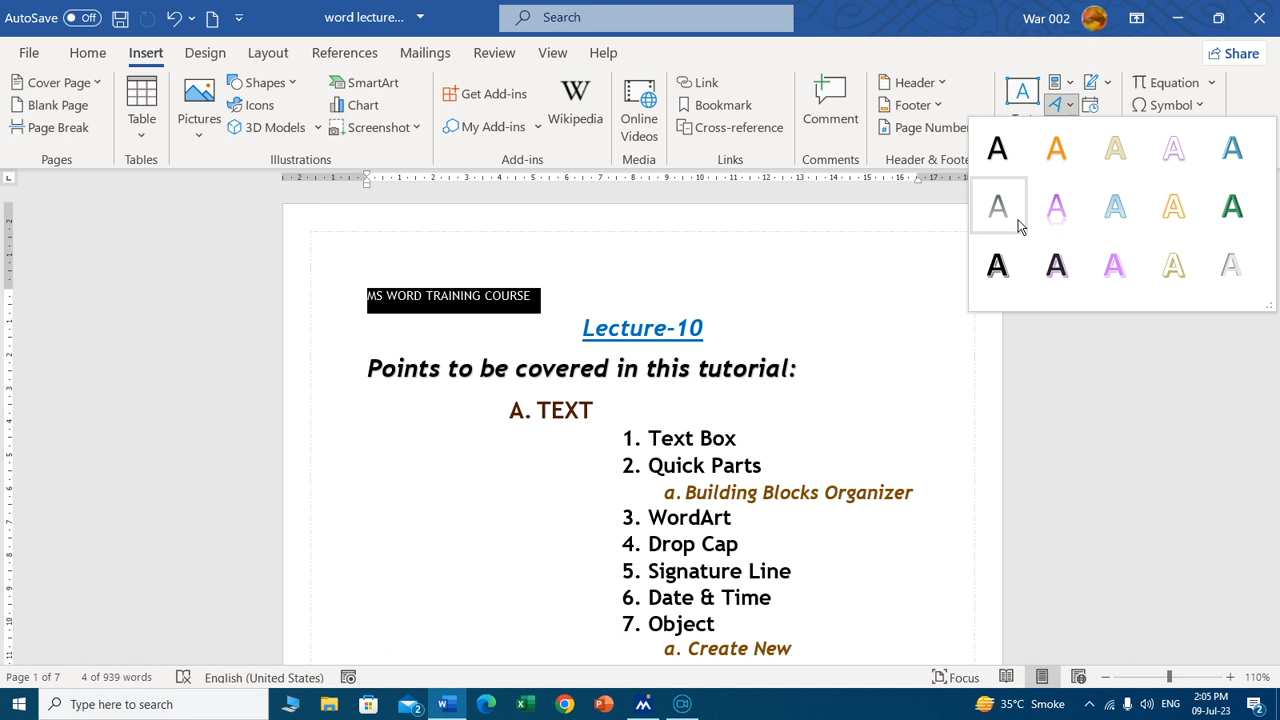 AutoSave Off word lecture... Search War 002
File Home Insert Design Layout References Mailings Review View Help Share
Cover Page
Blank Page
Page Break
Pages
Table
Tables
Pictures
Shapes
Icons
3D Models
SmartArt
Chart
Screenshot
Illustrations
Get Add-ins
My Add-ins
Wikipedia
Add-ins
Online
Videos
Media
Link
Bookmark
Cross-reference
Links
Comment
Comments
Header
Footer
Page Number
Header & Foote
Equation
Symbol
A A A A A
A A A A A
A A A A A
MS WORD TRAINING COURSE
Lecture-10
Points to be covered in this tutorial:
A. TEXT
1. Text Box
2. Quick Parts
a. Building Blocks Organizer
3. WordArt
4. Drop Cap
5. Signature Line
6. Date & Time
7. Object
a. Create New
Page 1 of 7 4 of 939 words English (United States) Focus 110%
Type here to search 35°C Smoke ENG 2:05 PM
09-Jul-23